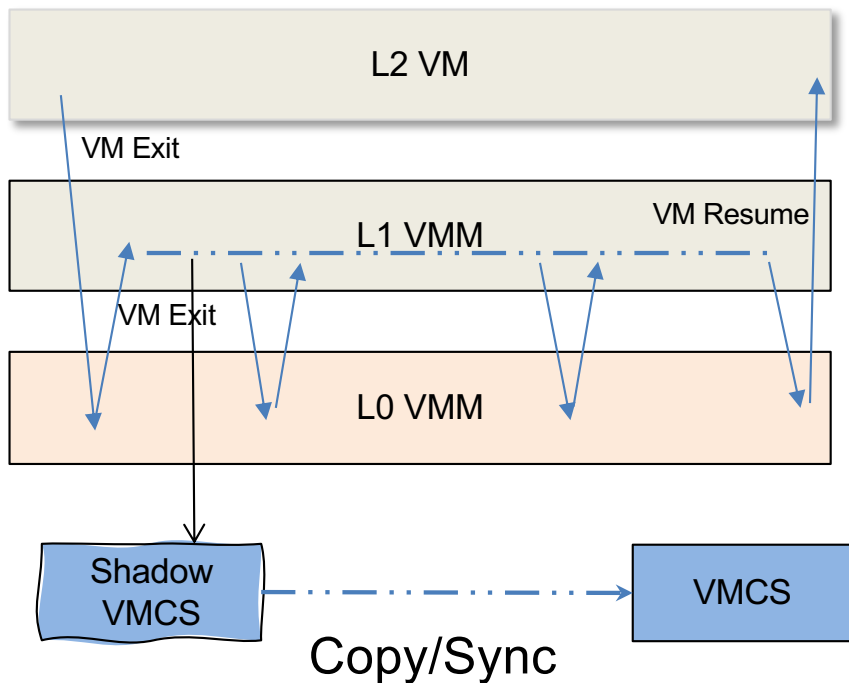 L2 VM
VM Exit
VM Resume
L1 VMM
VM Exit
L0 VMM
Shadow
VMCS
VMCS
Copy/Sync